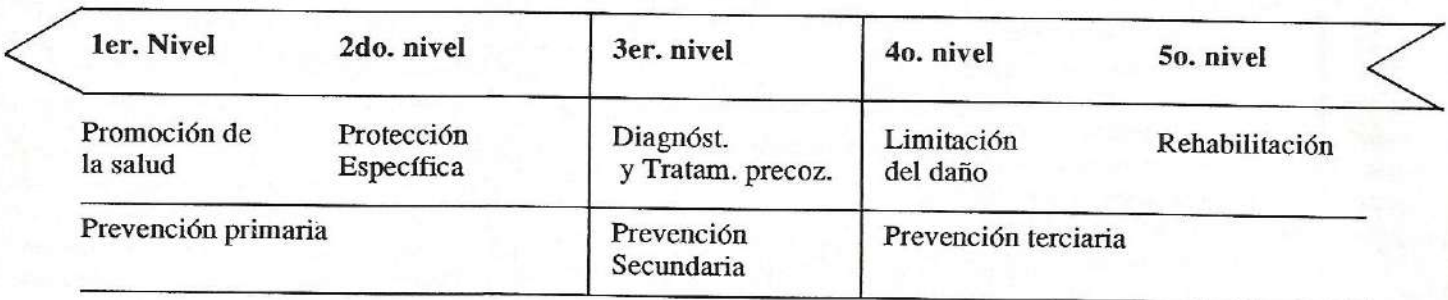 1er. Nivel
2do. nivel
3er. nivel
4o. nivel
5o. nivel
Promoción de
la salud
Protección
Específica
Diagnóst.
y Tratam. precoz.
Limitación
del daño
Rehabilitación
Prevención primaria
Prevención
Secundaria
Prevención terciaria